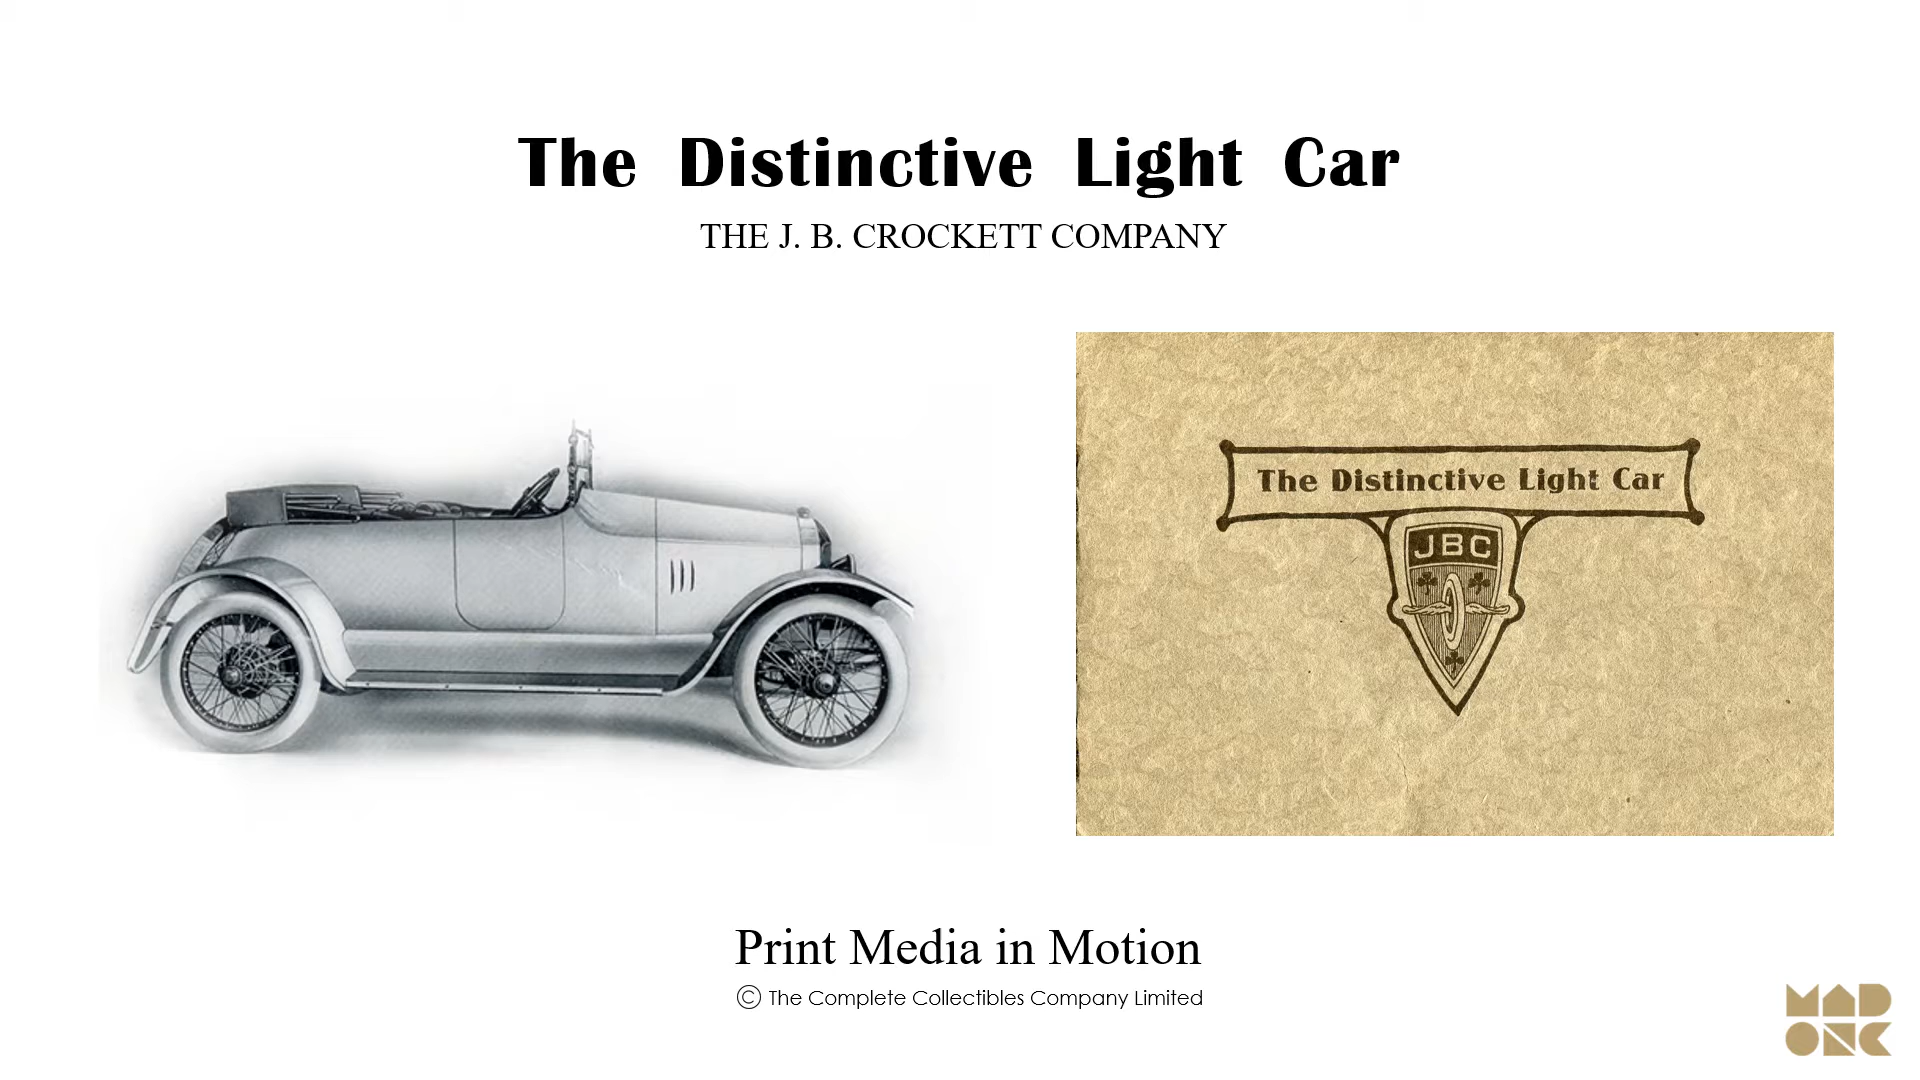 The Distinctive Light Car
THE J. B. CROCKETT COMPANY
The Distinctive Light Car
JBC
Print Media in Motion
© The Complete Collectibles Company Limited
MAD
ONE